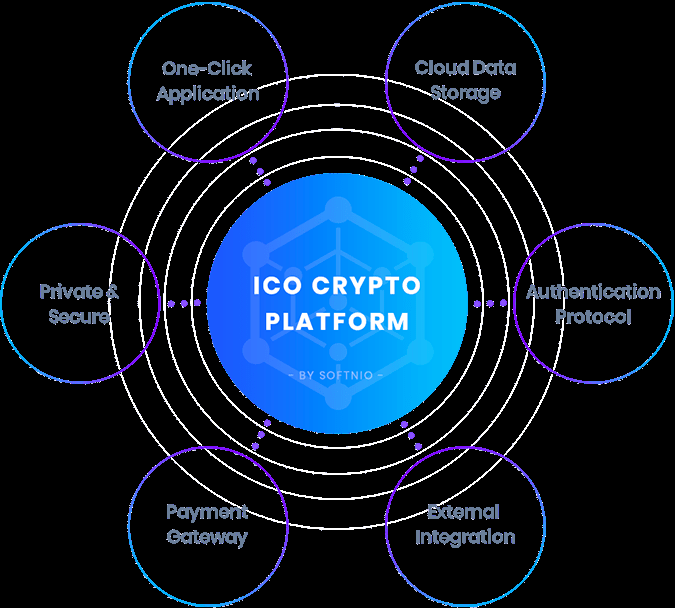 One-Click
Application
Cloud Data
Storage
Private &
Secure
ICO CRYPTO
PLATFORM
- BY SOFTNIO -
Authentication
Protocol
Payment
Gateway
External
Integration